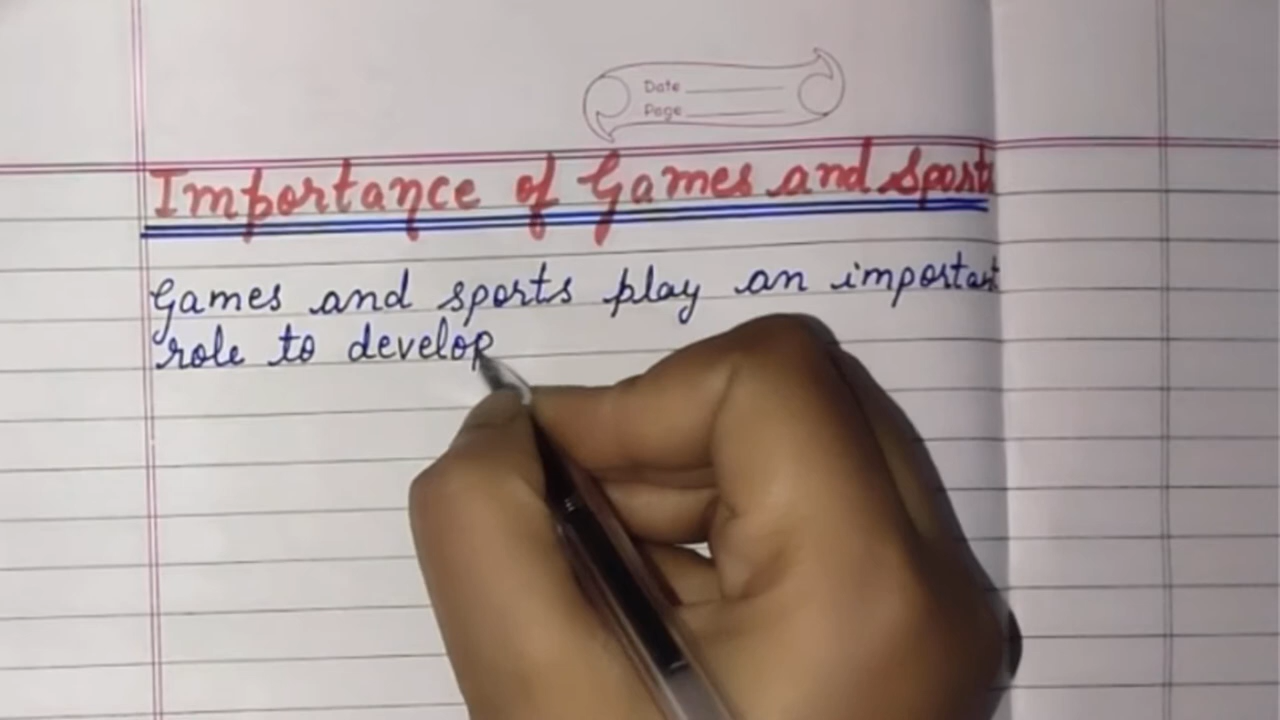 Date
Page
Importance of Games and Sports
Games and sports play an important
role to develop